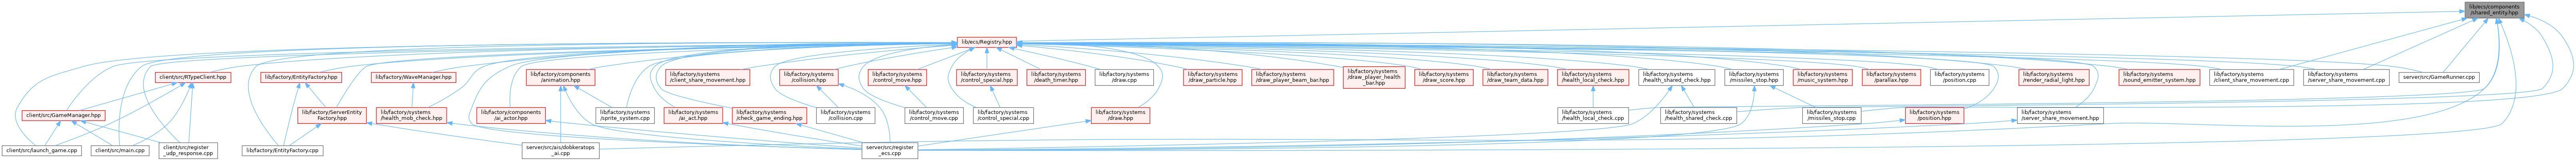 lib/ecs/components
/shared_entity.hpp
lib/ecs/Registry.hpp
client/src/RTypeClient.hpp
lib/factory/EntityFactory.hpp
lib/factory/WaveManager.hpp
lib/factory/components
/animation.hpp
lib/factory/systems
/client_share_movement.hpp
lib/factory/systems
/collision.hpp
lib/factory/systems
/control_move.hpp
lib/factory/systems
/control_special.hpp
lib/factory/systems
/death_timer.hpp
lib/factory/systems
/draw.cpp
lib/factory/systems
/draw_particle.hpp
lib/factory/systems
/draw_player_beam_bar.hpp
lib/factory/systems
/draw_player_health
_bar.hpp
lib/factory/systems
/draw_score.hpp
lib/factory/systems
/draw_team_data.hpp
lib/factory/systems
/health_local_check.hpp
lib/factory/systems
/health_shared_check.hpp
lib/factory/systems
/missiles_stop.hpp
lib/factory/systems
/music_system.hpp
lib/factory/systems
/parallax.hpp
lib/factory/systems
/position.cpp
lib/factory/systems
/render_radial_light.hpp
lib/factory/systems
/sound_emitter_system.hpp
lib/factory/systems
/client_share_movement.cpp
lib/factory/systems
/server_share_movement.cpp
server/src/GameRunner.cpp
client/src/GameManager.hpp
lib/factory/ServerEntity
Factory.hpp
lib/factory/systems
/health_mob_check.hpp
lib/factory/components
/ai_actor.hpp
lib/factory/systems
/sprite_system.cpp
lib/factory/systems
/ai_act.hpp
lib/factory/systems
/check_game_ending.hpp
lib/factory/systems
/collision.cpp
lib/factory/systems
/control_move.cpp
lib/factory/systems
/control_special.cpp
lib/factory/systems
/draw.hpp
lib/factory/systems
/health_local_check.cpp
lib/factory/systems
/health_shared_check.cpp
lib/factory/systems
/missiles_stop.cpp
lib/factory/systems
/position.hpp
lib/factory/systems
/server_share_movement.hpp
client/src/launch_game.cpp
client/src/main.cpp
client/src/register
_udp_response.cpp
lib/factory/EntityFactory.cpp
server/src/ais/dobkeratops
_ai.cpp
server/src/register
_ecs.cpp